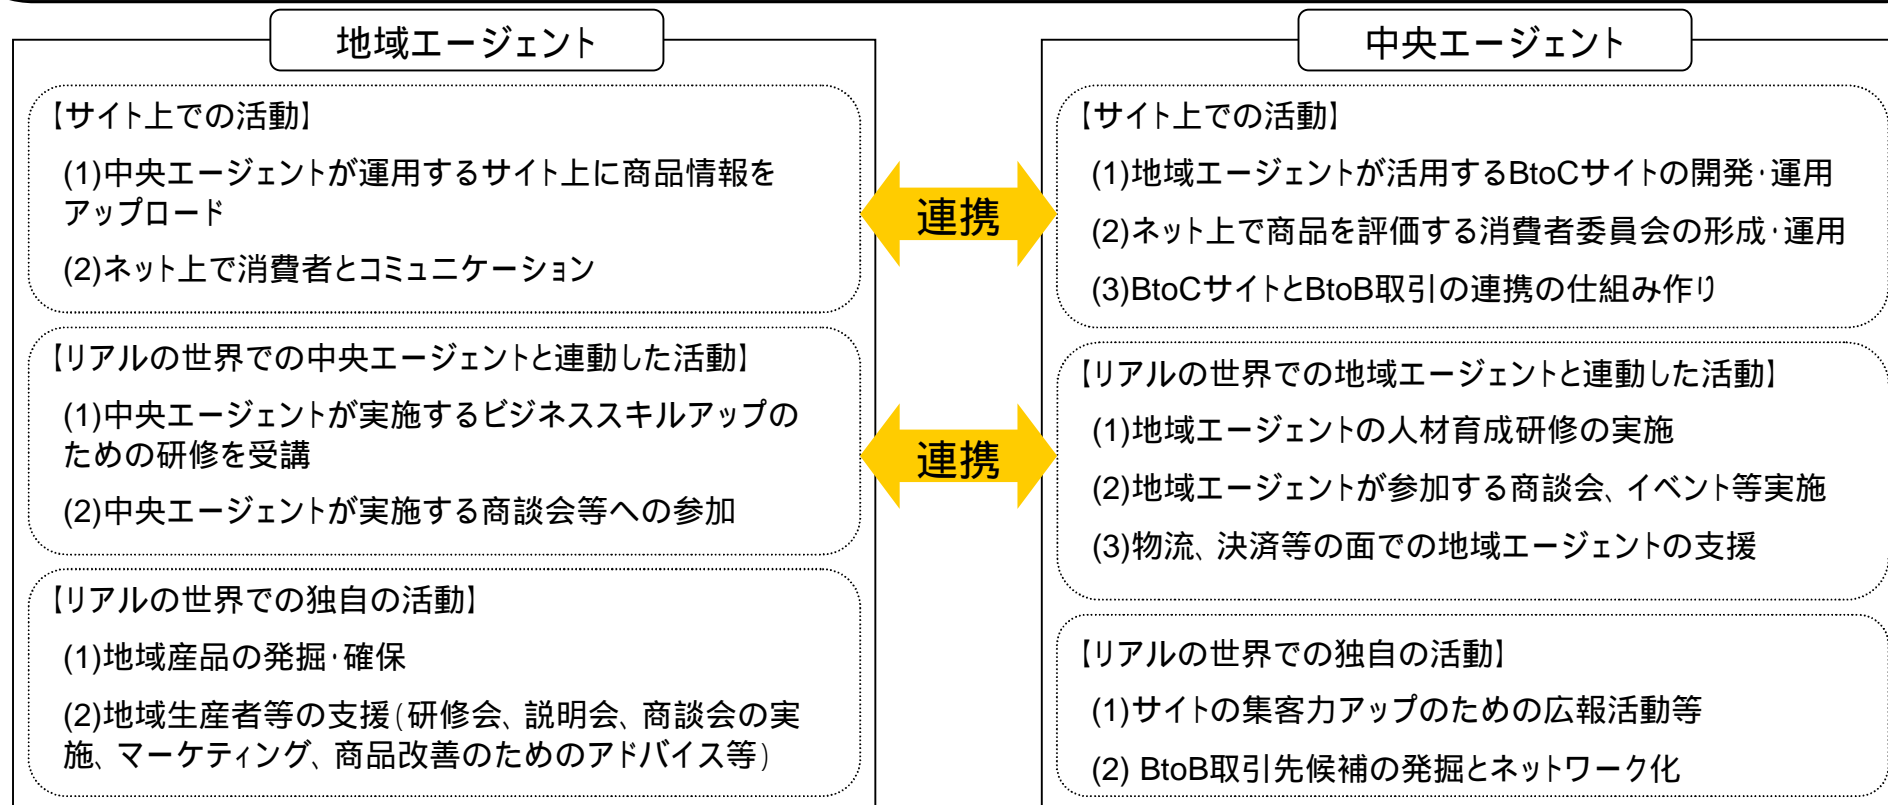 地域エージェント
【サイト上での活動】
(1)中央エージェントが運用するサイト上に商品情報を
アップロード
(2)ネット上で消費者とコミュニケーション
【リアルの世界での中央エージェントと連動した活動】
(1)中央エージェントが実施するビジネススキルアップの
ための研修を受講
(2)中央エージェントが実施する商談会等への参加
【リアルの世界での独自の活動】
(1)地域産品の発掘・確保
(2)地域生産者等の支援(研修会、説明会、商談会の実
施、マーケティング、商品改善のためのアドバイス等)
連携
連携
中央エージェント
【サイト上での活動】
(1)地域エージェントが活用するBtoCサイトの開発・運用
(2)ネット上で商品を評価する消費者委員会の形成・運用
(3)BtoCサイトとBtoB取引の連携の仕組み作り
【リアルの世界での地域エージェントと連動した活動】
(1)地域エージェントの人材育成研修の実施
(2)地域エージェントが参加する商談会、イベント等実施
(3)物流、決済等の面での地域エージェントの支援
【リアルの世界での独自の活動】
(1)サイトの集客力アップのための広報活動等
(2) BtoB取引先候補の発掘とネットワーク化